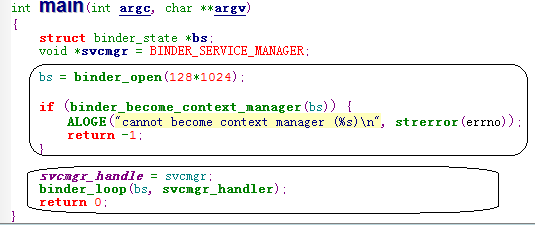 int main(int argc, char **argv)
{
struct binder_state *bs;
void *svcmgr = BINDER_SERVICE_MANAGER;
bs = binder_open(128*1024);
if (binder_become_context_manager(bs)) {
ALOGE("cannot become context manager (%s)\n", strerror(errno));
return -1;
}
svcmgr_handle = svcmgr;
binder_loop(bs, svcmgr_handler);
return 0;
}